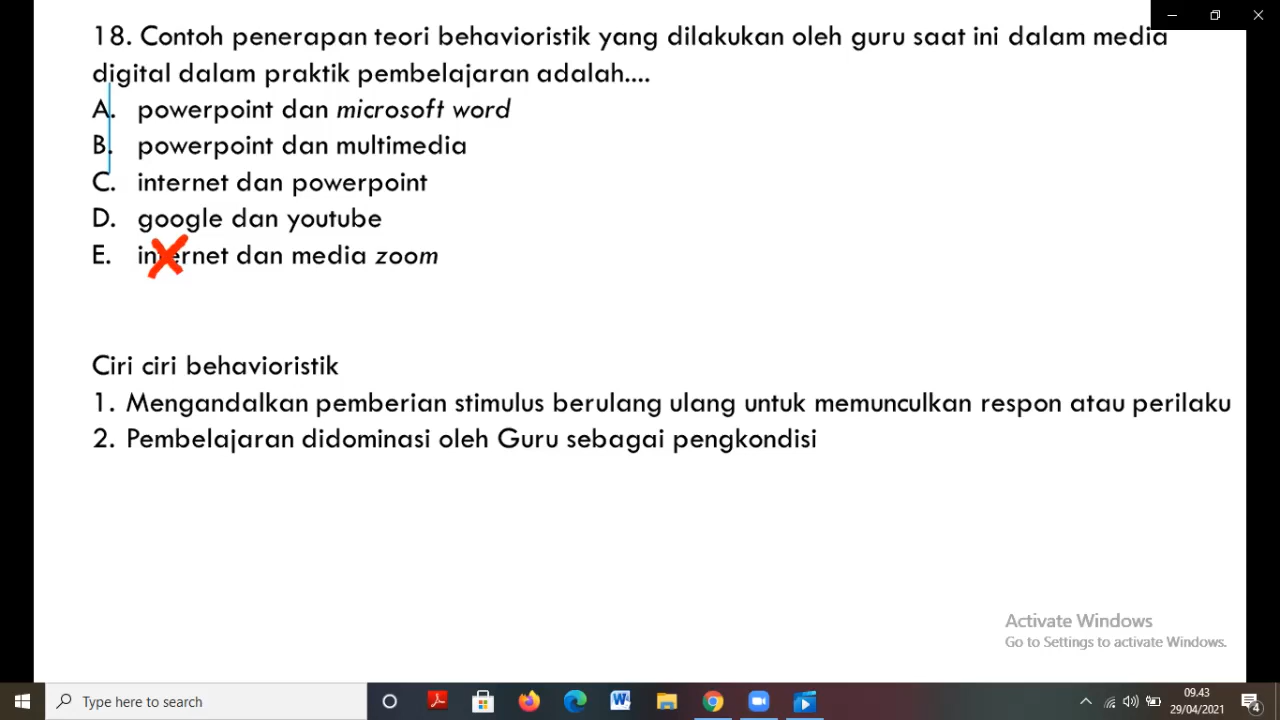 18. Contoh penerapan teori behavioristik yang dilakukan oleh guru saat ini dalam media
digital dalam praktik pembelajaran adalah....
A. powerpoint dan microsoft word
B. powerpoint dan multimedia
C. internet dan powerpoint
D. google dan youtube
E. internet dan media zoom
Ciri ciri behavioristik
1. Mengandalkan pemberian stimulus berulang ulang untuk memunculkan respon atau perilaku
2. Pembelajaran didominasi oleh Guru sebagai pengkondisi
Activate Windows
Go to Settings to activate Windows.
Type here to search
09.43
29/04/2021
4